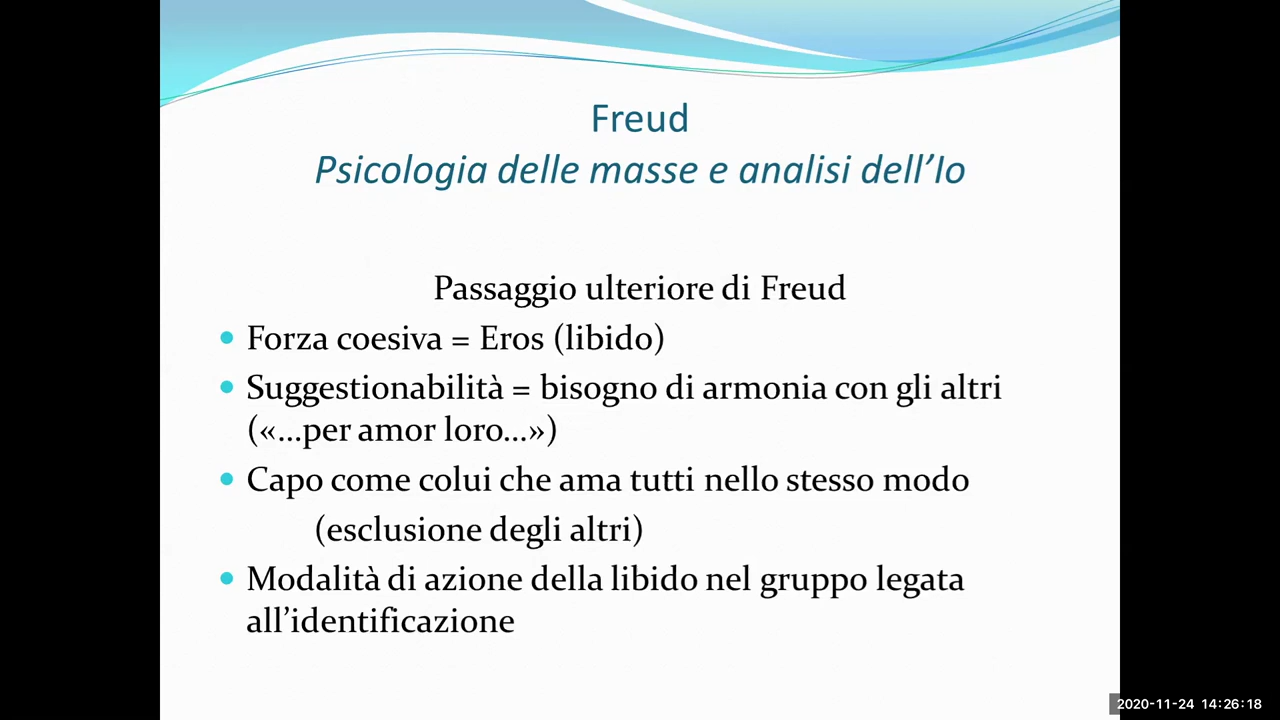 Freud
Psicologia delle masse e analisi dell’Io
Passaggio ulteriore di Freud
• Forza coesiva = Eros (libido)
• Suggestionabilità = bisogno di armonia con gli altri
(«…per amor loro…»)
• Capo come colui che ama tutti nello stesso modo
(esclusione degli altri)
• Modalità di azione della libido nel gruppo legata
all’identificazione
2020-11-24 14:26:18